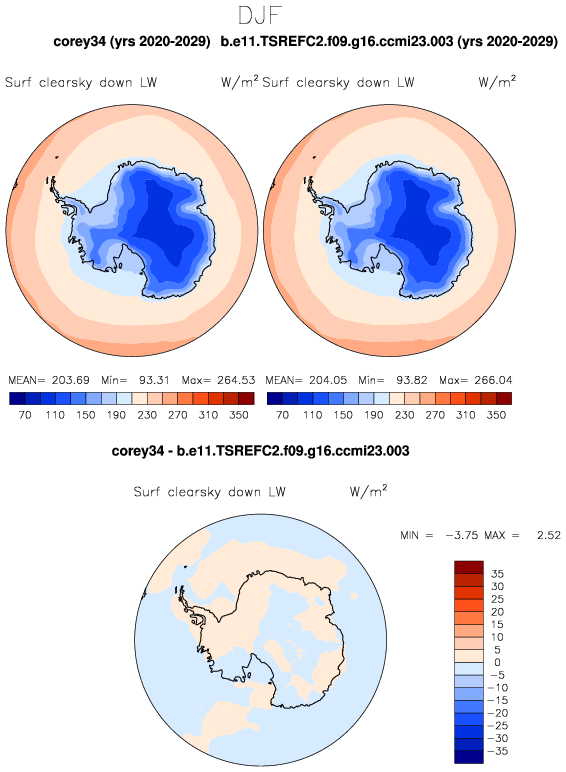 DJF
corey34 (yrs 2020-2029) b.e11.TSREFC2.f09.g16.ccmi23.003 (yrs 2020-2029)
Surf clearsky down LW W/m² Surf clearsky down LW W/m²
MEAN= 203.69 Min= 93.31 Max= 264.53 MEAN= 204.05 Min= 93.82 Max= 266.04
70 110 150 190 230 270 310 350 70 110 150 190 230 270 310 350
corey34 - b.e11.TSREFC2.f09.g16.ccmi23.003
Surf clearsky down LW W/m²
MIN = -3.75 MAX = 2.52
35
30
25
20
15
10
5
0
-5
-10
-15
-20
-25
-30
-35